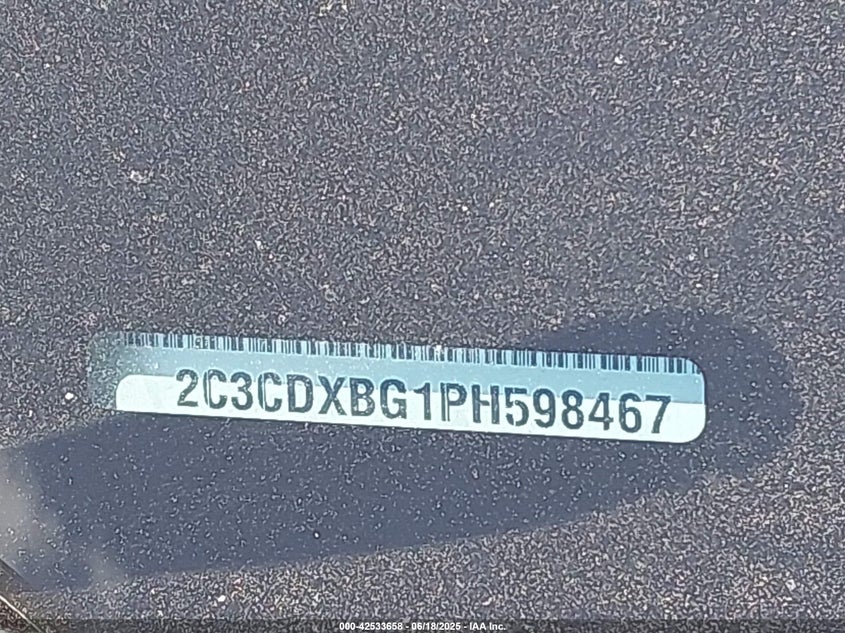 2C3CDXBG1PH598467
000-42533658 - 06/18/2025 - IAA Inc.